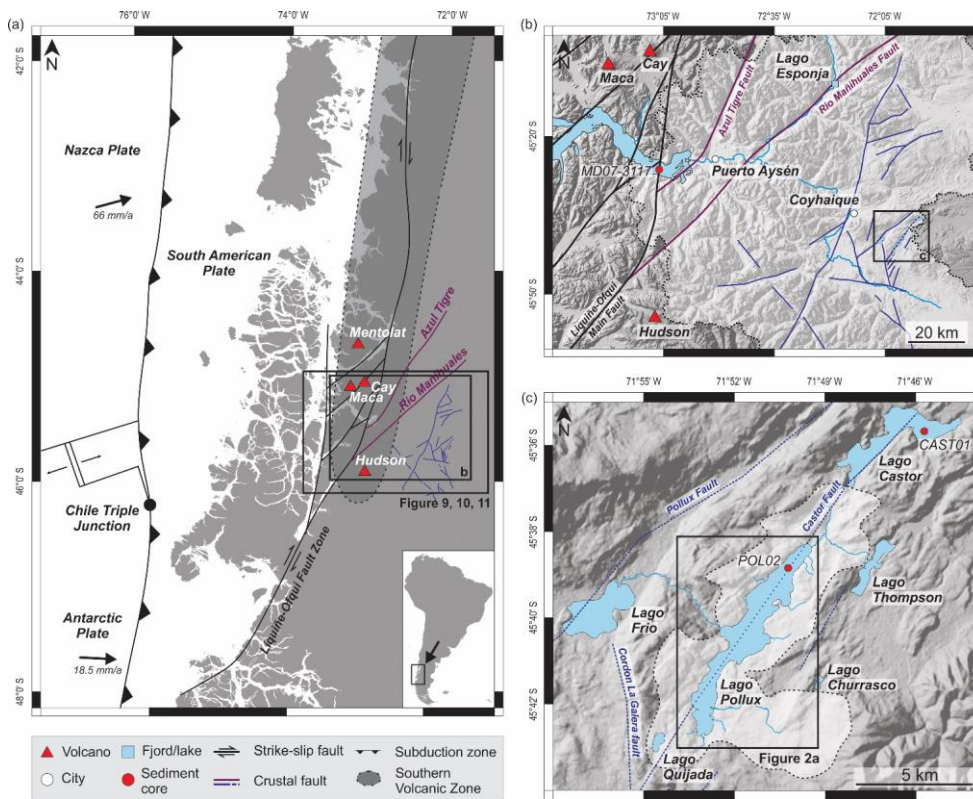 (a)
76°0'W
74°0'W
72°0'W
42°0'S
44°0'S
46°0'S
48°0'S
N
Nazca Plate
66 mm/a
South American
Plate
Mentolat
Cay
Maca
Hudson
Azul Tigre
Rio Mañihuales
b
Figure 9, 10, 11
Chile Triple
Junction
Antarctic
Plate
18.5 mm/a
Liquiñe-Ofqui Fault Zone
76°0'W
74°0'W
72°0'W
(b)
73°05'W
72°35'W
72°05'W
45°20'S
45°50'S
N
Cay
Maca
Lago
Esponja
Azul Tigre Fault
Rio Mañihuales Fault
MD07-3117
Puerto Aysén
Coyhaique
c
Liquiñe-Ofqui
Main Fault
Hudson
20 km
(c)
71°55'W
71°52'W
71°49'W
71°46'W
45°36'S
45°38'S
45°40'S
45°42'S
N
Pollux Fault
CAST01
Lago
Castor
Castor Fault
POL02
Lago
Thompson
Lago
Frio
Cordon La Galera fault
Lago
Churrasco
Lago
Pollux
Lago
Quijada
Figure 2a
5 km
Volcano
Fjord/lake
Strike-slip fault
Subduction zone
City
Sediment
core
Crustal fault
Southern
Volcanic Zone